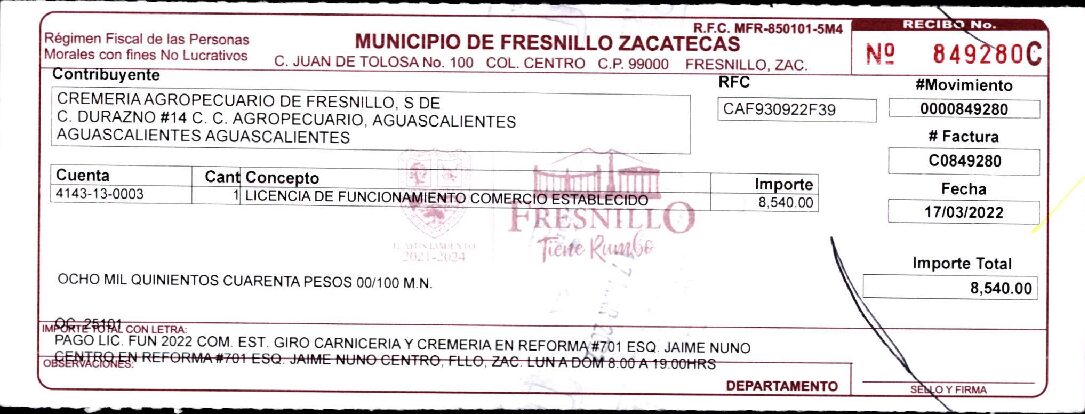 Régimen Fiscal de las Personas
Morales con fines No Lucrativos
R.F.C. MFR-850101-5M4
MUNICIPIO DE FRESNILLO ZACATECAS
C. JUAN DE TOLOSA No. 100 COL. CENTRO C.P. 99000 FRESNILLO, ZAC.
RECIBO No.
Nº 849280C
Contribuyente
CREMERIA AGROPECUARIO DE FRESNILLO, S DE
C. DURAZNO #14 C. C. AGROPECUARIO, AGUASCALIENTES
AGUASCALIENTES AGUASCALIENTES
RFC
CAF930922F39
#Movimiento
0000849280
# Factura
C0849280
Fecha
17/03/2022
Cuenta Cant Concepto Importe
4143-13-0003 1 LICENCIA DE FUNCIONAMIENTO COMERCIO ESTABLECIDO 8,540.00
H. AYUNTAMIENTO
2021-2024
FRESNILLO
Tiene Rumbo
Importe Total
8,540.00
OCHO MIL QUINIENTOS CUARENTA PESOS 00/100 M.N.
OC. 25101
IMPORTE TOTAL CON LETRA:
PAGO LIC. FUN 2022 COM. EST. GIRO CARNICERIA Y CREMERIA EN REFORMA #701 ESQ. JAIME NUNO
CENTRO EN REFORMA #701 ESQ. JAIME NUNO CENTRO, FLLO, ZAC. LUN A DOM 8:00 A 19:00HRS
OBSERVACIONES:
DEPARTAMENTO
SELLO Y FIRMA